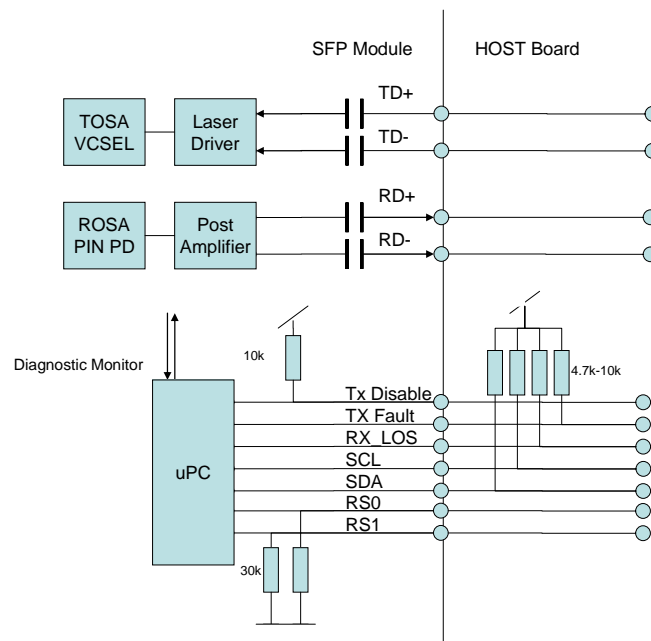 SFP Module
HOST Board
TD+
TOSA
VCSEL
Laser
Driver
TD-
RD+
ROSA
PIN PD
Post
Amplifier
RD-
10k
4.7k-10k
Diagnostic Monitor
Tx Disable
TX Fault
RX_LOS
uPC
SCL
SDA
RS0
RS1
30k